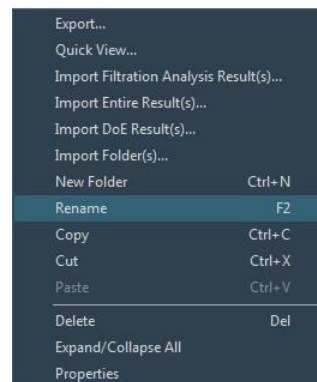 Export...
Quick View...
Import Filtration Analysis Result(s)...
Import Entire Result(s)...
Import DoE Result(s)...
Import Folder(s)...
New Folder Ctrl+N
Rename F2
Copy Ctrl+C
Cut Ctrl+X
Paste Ctrl+V
Delete Del
Expand/Collapse All
Properties